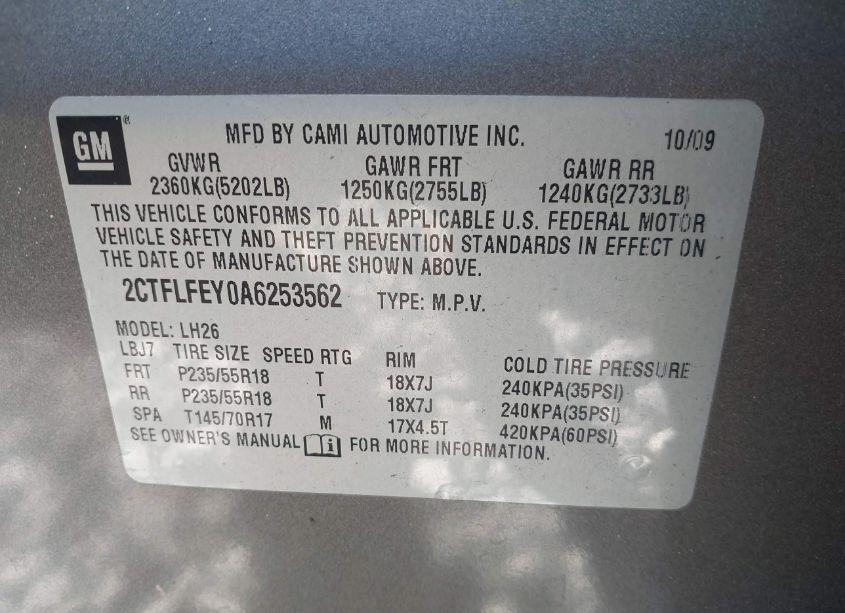 GM®
MFD BY CAMI AUTOMOTIVE INC. 10/09
GVWR GAWR FRT GAWR RR
2360KG(5202LB) 1250KG(2755LB) 1240KG(2733LB)
THIS VEHICLE CONFORMS TO ALL APPLICABLE U.S. FEDERAL MOTOR
VEHICLE SAFETY AND THEFT PREVENTION STANDARDS IN EFFECT ON
THE DATE OF MANUFACTURE SHOWN ABOVE.
2CTFLFEY0A6253562 TYPE: M.P.V.
MODEL: LH26
LBJ7 TIRE SIZE SPEED RTG RIM COLD TIRE PRESSURE
FRT P235/55R18 T 18X7J 240KPA(35PSI)
RR P235/55R18 T 18X7J 240KPA(35PSI)
SPA T145/70R17 M 17X4.5T 420KPA(60PSI)
SEE OWNER'S MANUAL i FOR MORE INFORMATION.